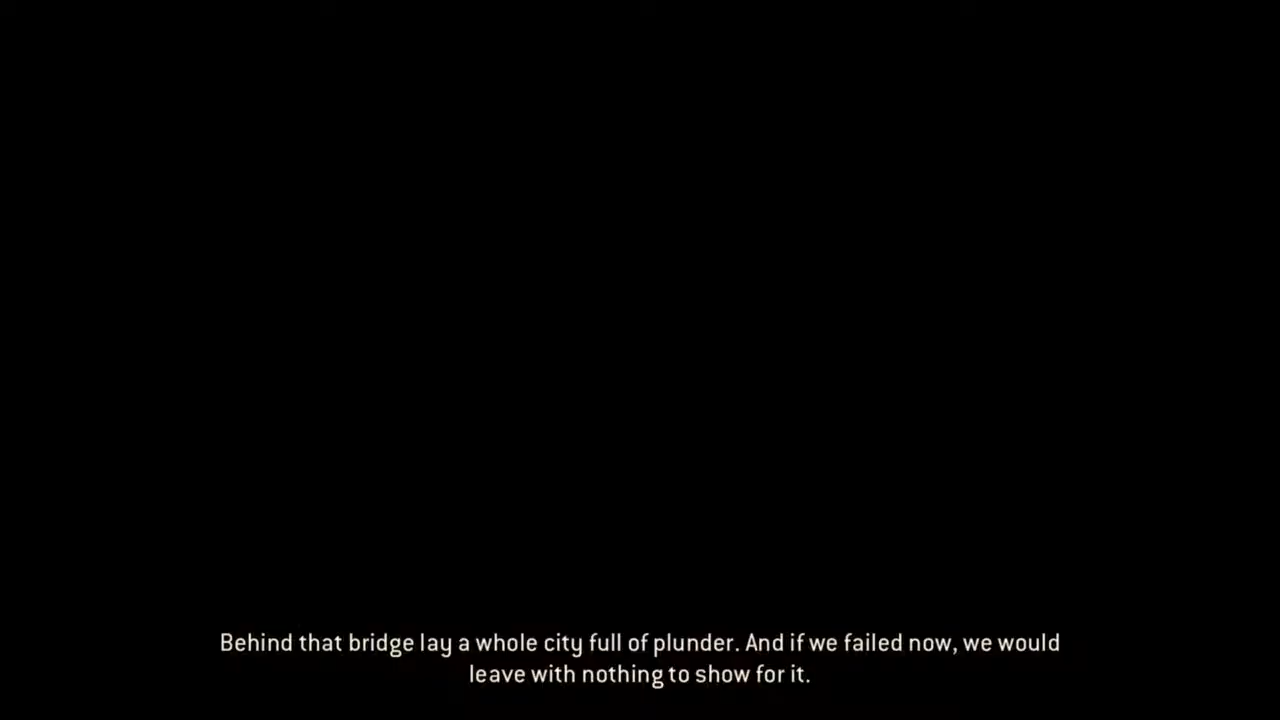 Behind that bridge lay a whole city full of plunder. And if we failed now, we would
leave with nothing to show for it.